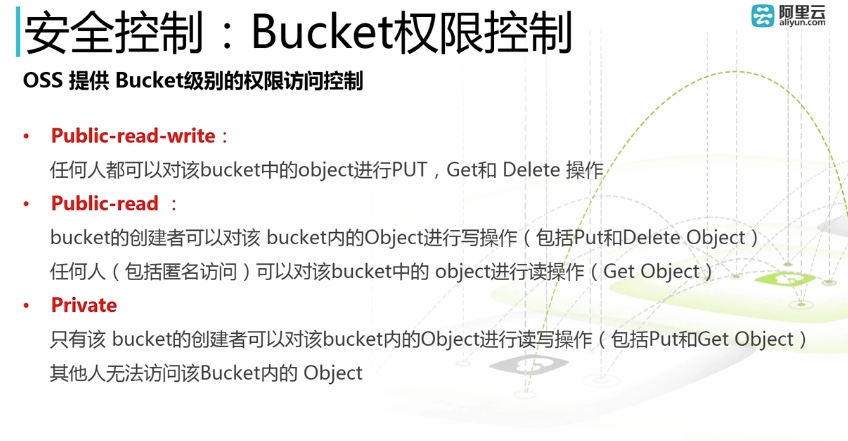 安全控制：Bucket权限控制
阿里云
aliyun.com
OSS 提供 Bucket级别的权限访问控制
• Public-read-write：
任何人都可以对该bucket中的object进行PUT，Get和 Delete 操作
• Public-read ：
bucket的创建者可以对该 bucket内的Object进行写操作（包括Put和Delete Object）
任何人（包括匿名访问）可以对该bucket中的 object进行读操作（Get Object）
• Private
只有该 bucket的创建者可以对该bucket内的Object进行读写操作（包括Put和Get Object）
其他人无法访问该Bucket内的 Object